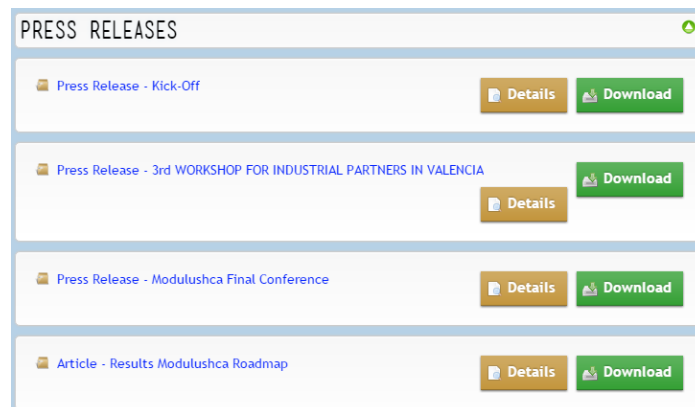 PRESS RELEASES
Press Release - Kick-Off
Details
Download
Press Release - 3rd WORKSHOP FOR INDUSTRIAL PARTNERS IN VALENCIA
Download
Details
Press Release - Modulushca Final Conference
Details
Download
Article - Results Modulushca Roadmap
Details
Download